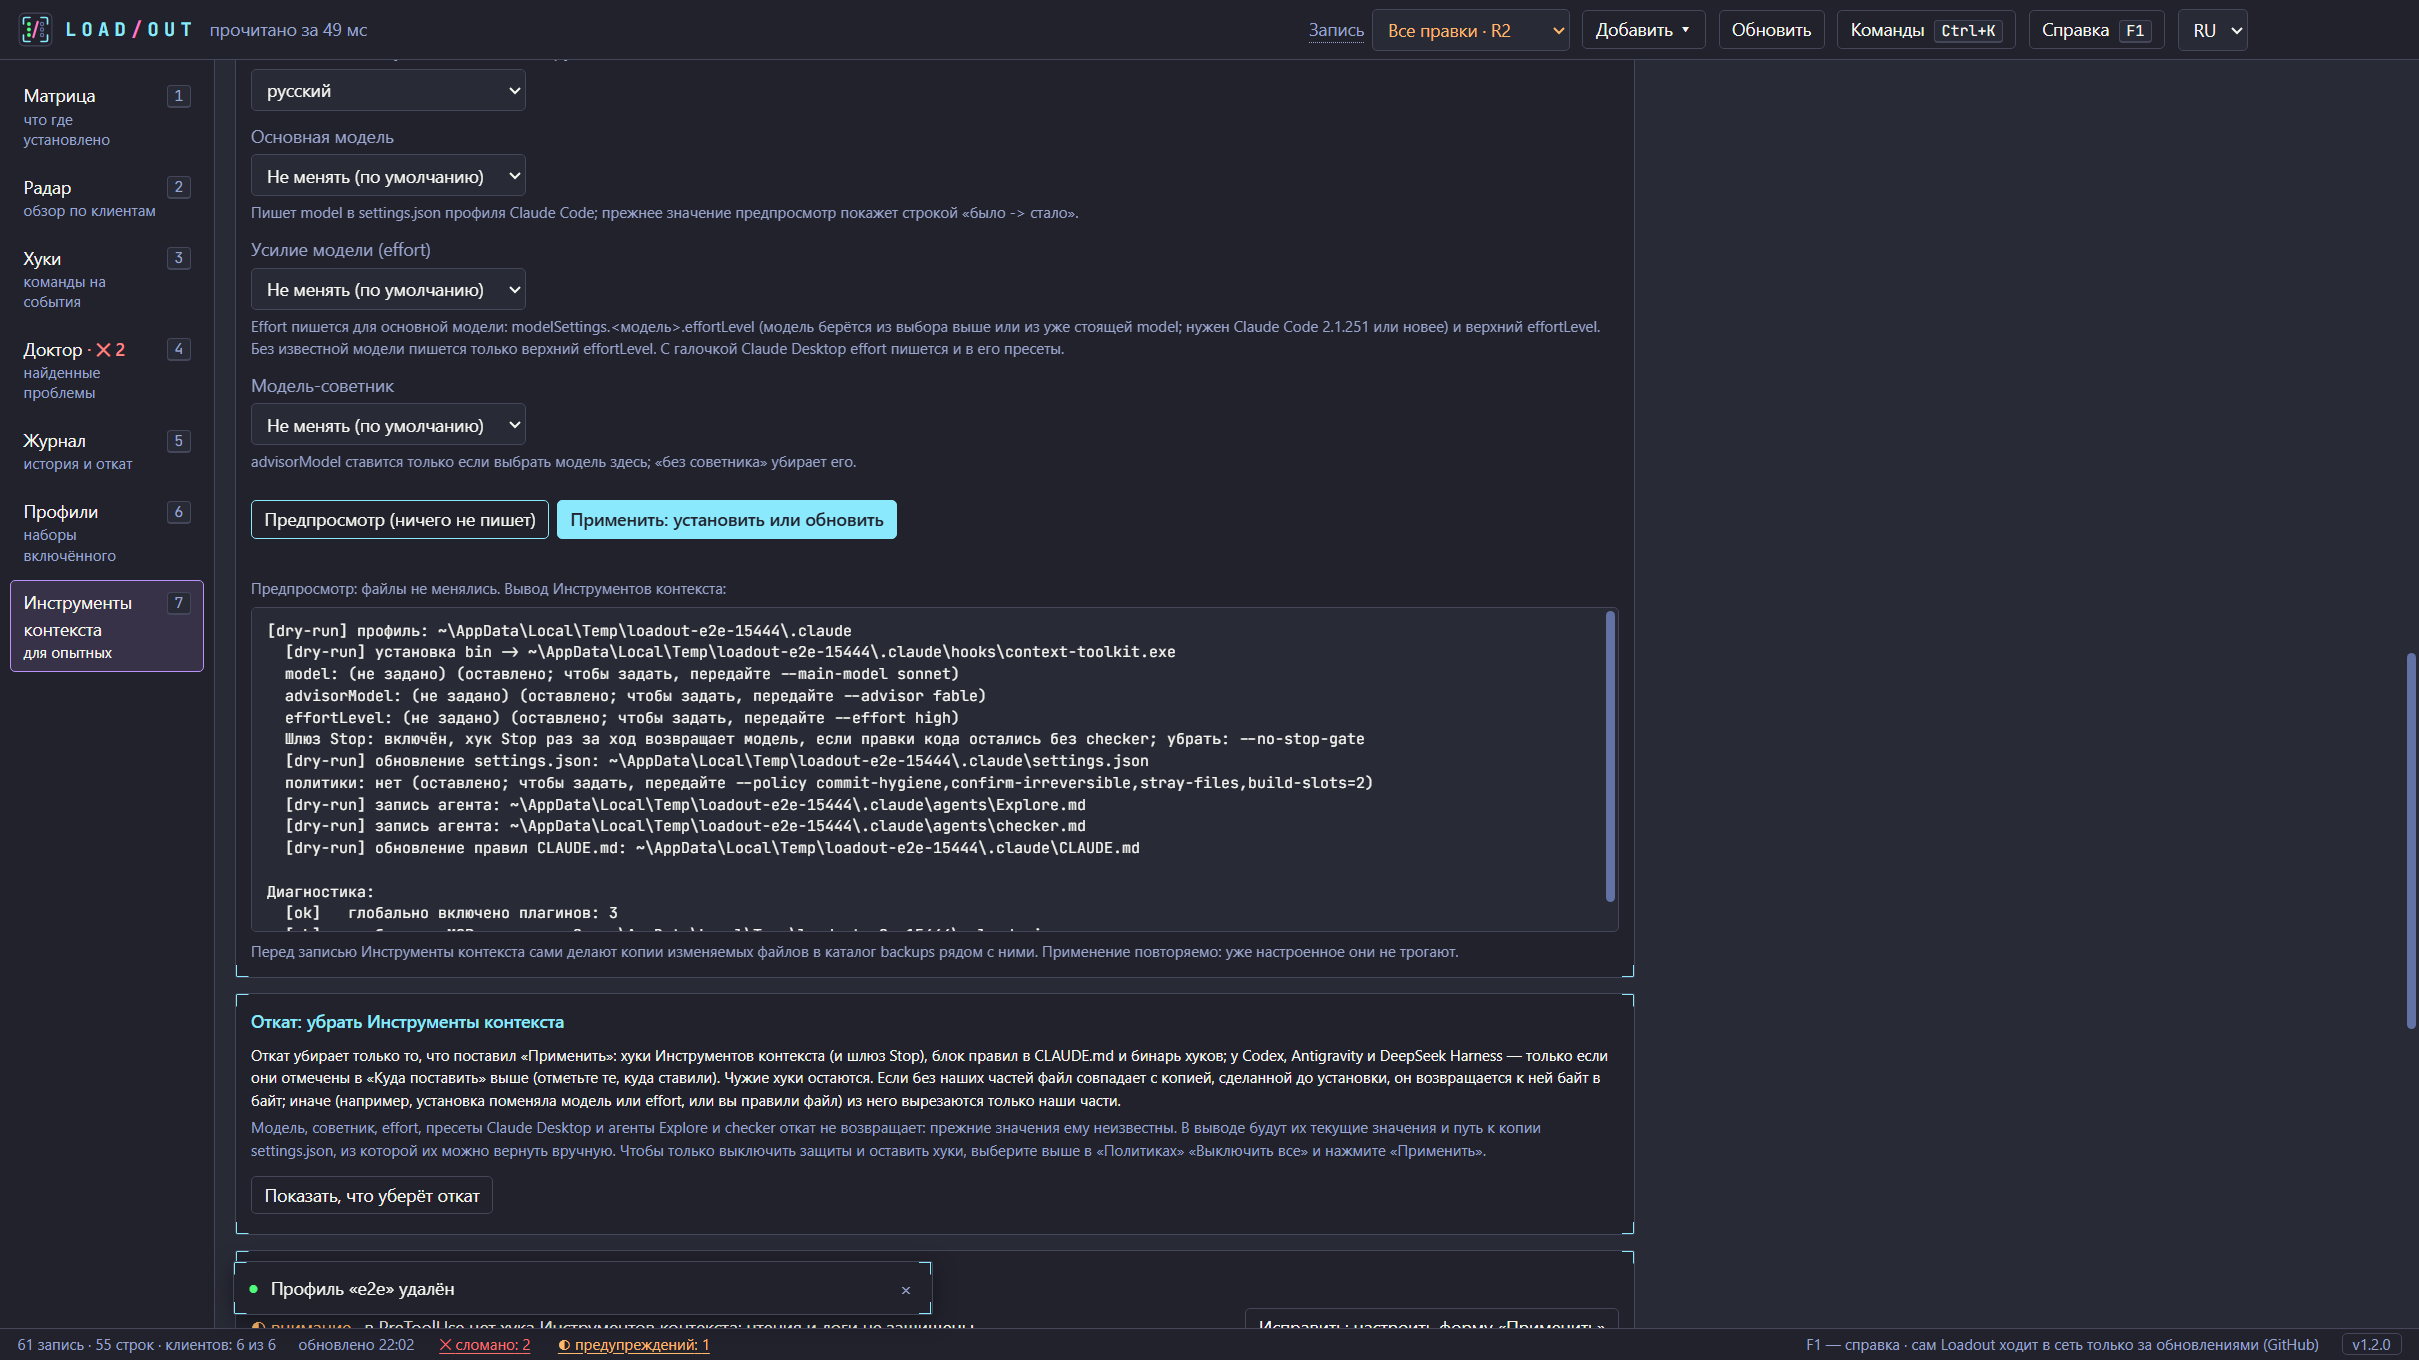 LOAD/OUT прочитано за 49 мс
Запись Все правки · R2 Добавить Обновить Команды Ctrl+K Справка F1 RU
Матрица 1
что где
установлено
Радар 2
обзор по клиентам
Хуки 3
команды на
события
Доктор · ✕ 2 4
найденные
проблемы
Журнал 5
история и откат
Профили 6
наборы
включённого
Инструменты 7
контекста
для опытных
русский
Основная модель
Не менять (по умолчанию)
Пишет model в settings.json профиля Claude Code; прежнее значение предпросмотр покажет строкой «было -> стало».
Усилие модели (effort)
Не менять (по умолчанию)
Effort пишется для основной модели: modelSettings.<модель>.effortLevel (модель берётся из выбора выше или из уже стоящей model; нужен Claude Code 2.1.251 или новее) и верхний effortLevel.
Без известной модели пишется только верхний effortLevel. С галочкой Claude Desktop effort пишется и в его пресеты.
Модель-советник
Не менять (по умолчанию)
advisorModel ставится только если выбрать модель здесь; «без советника» убирает его.
Предпросмотр (ничего не пишет) Применить: установить или обновить
Предпросмотр: файлы не менялись. Вывод Инструментов контекста:
[dry-run] профиль: ~\AppData\Local\Temp\loadout-e2e-15444\.claude
[dry-run] установка bin -> ~\AppData\Local\Temp\loadout-e2e-15444\.claude\hooks\context-toolkit.exe
model: (не задано) (оставлено; чтобы задать, передайте --main-model sonnet)
advisorModel: (не задано) (оставлено; чтобы задать, передайте --advisor fable)
effortLevel: (не задано) (оставлено; чтобы задать, передайте --effort high)
Шлюз Stop: включён, хук Stop раз за ход возвращает модель, если правки кода остались без checker; убрать: --no-stop-gate
[dry-run] обновление settings.json: ~\AppData\Local\Temp\loadout-e2e-15444\.claude\settings.json
политики: нет (оставлено; чтобы задать, передайте --policy commit-hygiene,confirm-irreversible,stray-files,build-slots=2)
[dry-run] запись агента: ~\AppData\Local\Temp\loadout-e2e-15444\.claude\agents\Explore.md
[dry-run] запись агента: ~\AppData\Local\Temp\loadout-e2e-15444\.claude\agents\checker.md
[dry-run] обновление правил CLAUDE.md: ~\AppData\Local\Temp\loadout-e2e-15444\.claude\CLAUDE.md
Диагностика:
[ok] глобально включено плагинов: 3
Перед записью Инструменты контекста сами делают копии изменяемых файлов в каталог backups рядом с ними. Применение повторяемо: уже настроенное они не трогают.
Откат: убрать Инструменты контекста
Откат убирает только то, что поставил «Применить»: хуки Инструментов контекста (и шлюз Stop), блок правил в CLAUDE.md и бинарь хуков; у Codex, Antigravity и DeepSeek Harness — только если
они отмечены в «Куда поставить» выше (отметьте те, куда ставили). Чужие хуки остаются. Если без наших частей файл совпадает с копией, сделанной до установки, он возвращается к ней байт в
байт; иначе (например, установка поменяла модель или effort, или вы правили файл) из него вырезаются только наши части.
Модель, советник, effort, пресеты Claude Desktop и агенты Explore и checker откат не возвращает: прежние значения ему неизвестны. В выводе будут их текущие значения и путь к копии
settings.json, из которой их можно вернуть вручную. Чтобы только выключить защиты и оставить хуки, выберите выше в «Политиках» «Выключить все» и нажмите «Применить».
Показать, что уберёт откат
Профиль «e2e» удалён ×
внимание в PreToolUse нет хука Инструментов контекста: чтения и логи не защищены Исправить: настроить форму «Применить»
61 запись · 55 строк · клиентов: 6 из 6 обновлено 22:02 ✕ сломано: 2 предупреждений: 1 F1 — справка · сам Loadout ходит в сеть только за обновлениями (GitHub) v1.2.0